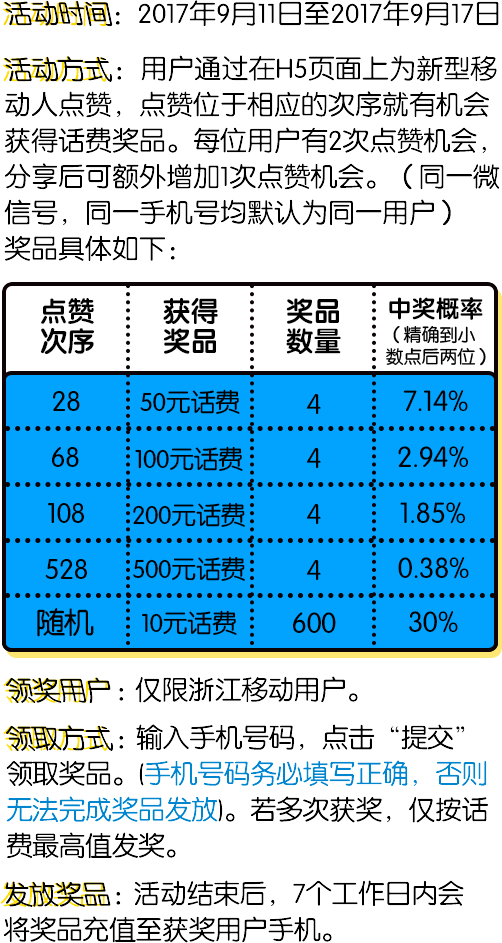 活动时间：2017年9月11日至2017年9月17日
活动方式：用户通过在H5页面上为新型移
动人点赞，点赞位于相应的次序就有机会
获得话费奖品。每位用户有2次点赞机会，
分享后可额外增加1次点赞机会。（同一微
信号，同一手机号均默认为同一用户）
奖品具体如下：
点赞次序 获得奖品 奖品数量 中奖概率（精确到小数点后两位）
28 50元话费 4 7.14%
68 100元话费 4 2.94%
108 200元话费 4 1.85%
528 500元话费 4 0.38%
随机 10元话费 600 30%
领奖用户：仅限浙江移动用户。
领取方式：输入手机号码，点击“提交”
领取奖品。(手机号码务必填写正确，否则
无法完成奖品发放)。若多次获奖，仅按话
费最高值发奖。
发放奖品：活动结束后，7个工作日内会
将奖品充值至获奖用户手机。